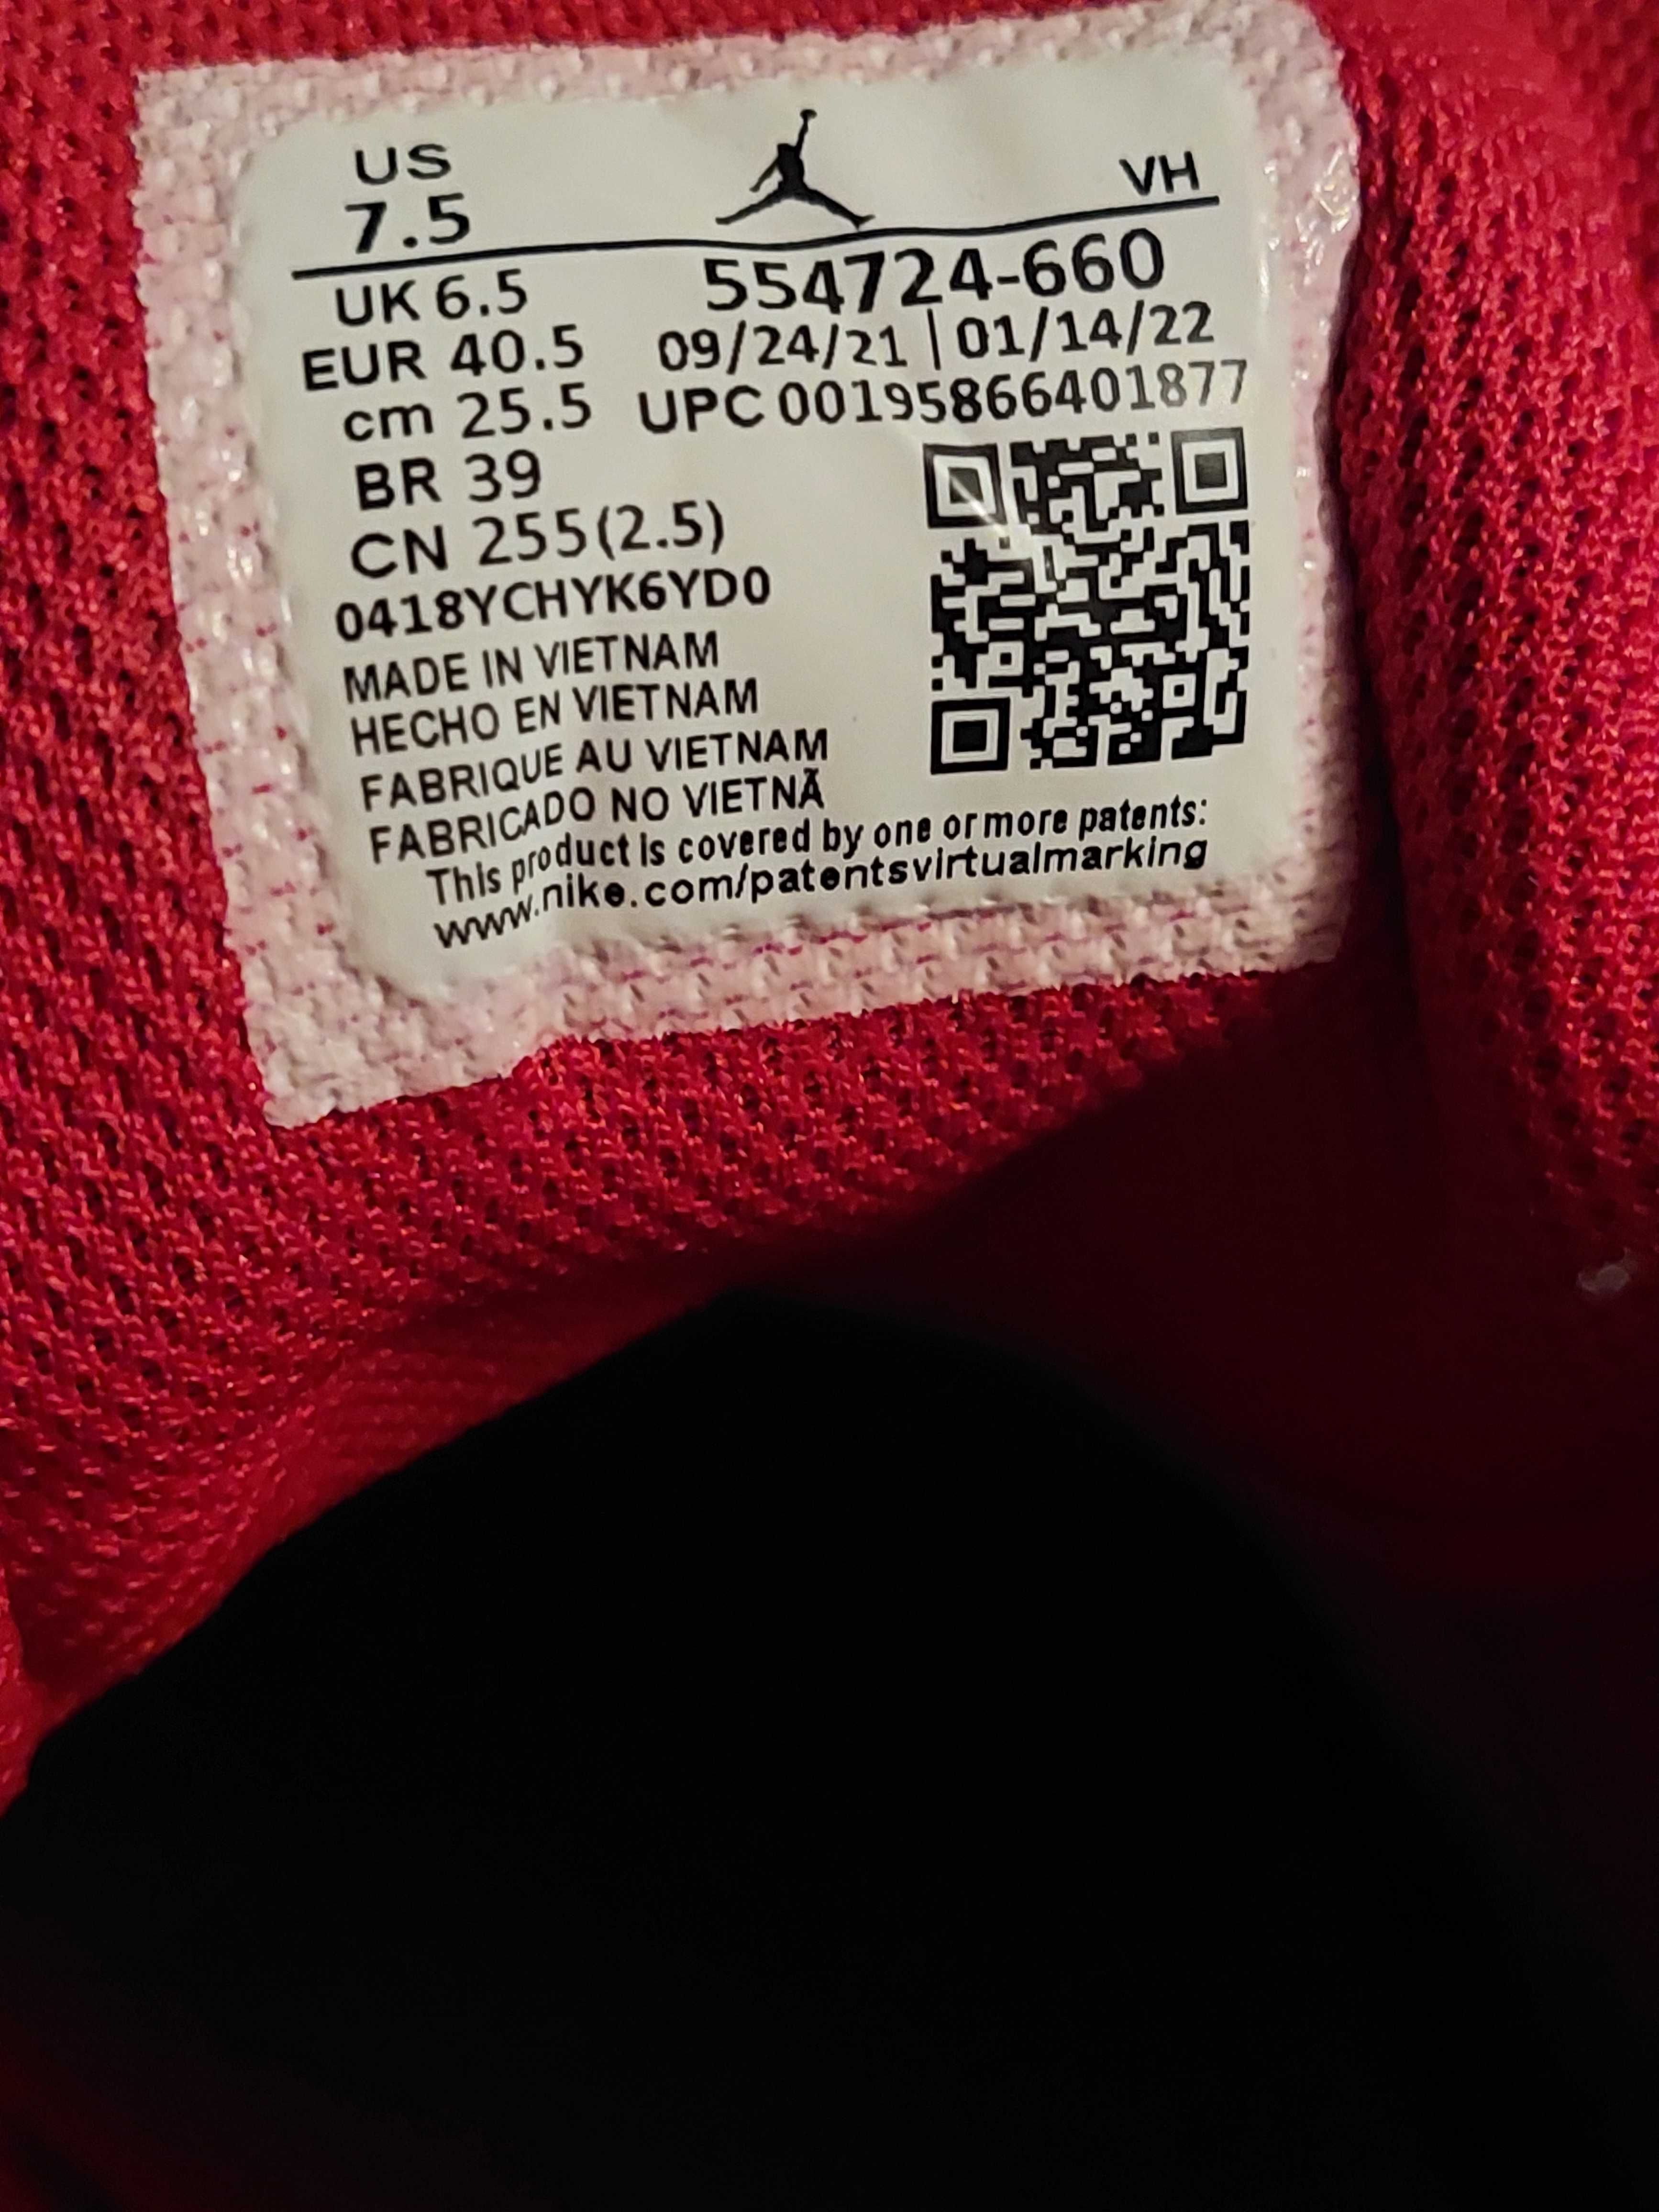 US
7.5
VH
UK 6.5
554724-660
EUR 40.5
09/24/21 | 01/14/22
cm 25.5
UPC 00195866401877
BR 39
CN 255(2.5)
0418YCHYK6YD0
MADE IN VIETNAM
HECHO EN VIETNAM
FABRIQUE AU VIETNAM
FABRICADO NO VIETNÃ
This product is covered by one or more patents:
www.nike.com/patentsvirtualmarking